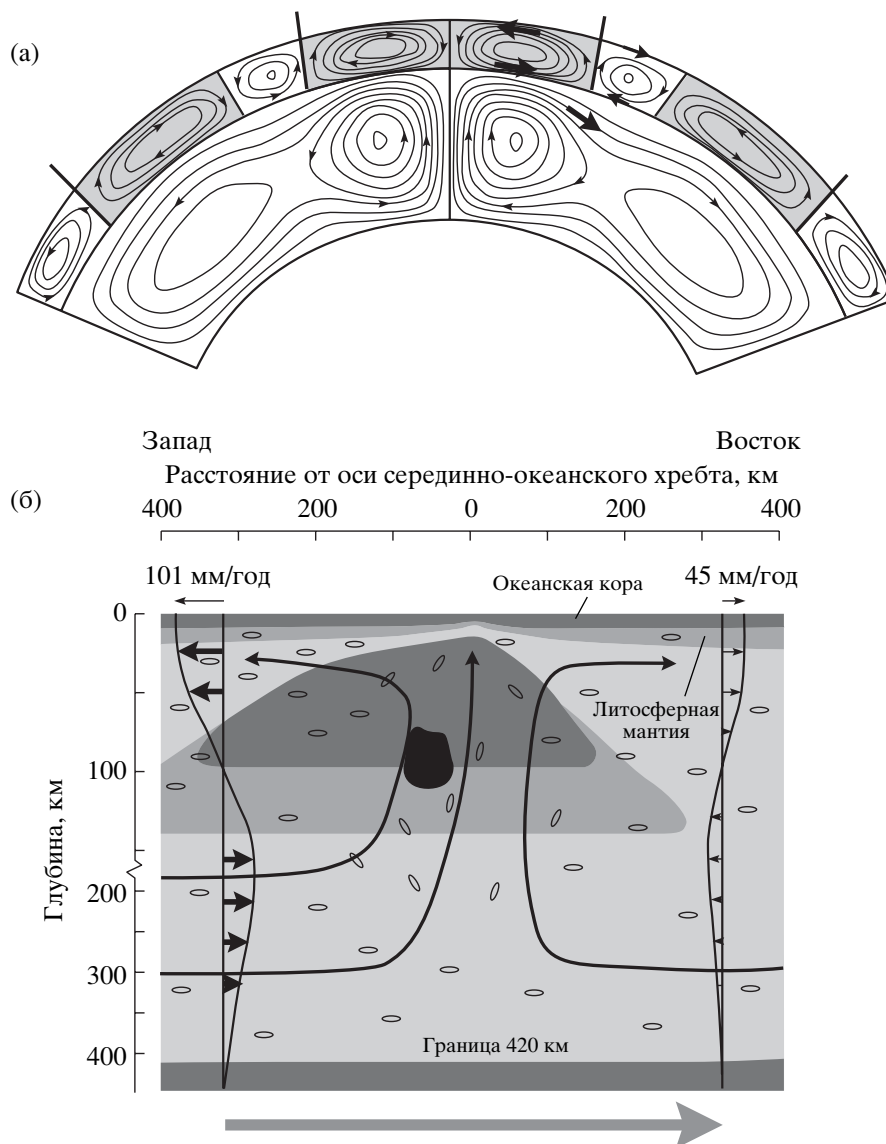 (а)
Запад Восток
Расстояние от оси серединно-океанского хребта, км
(б)
400 200 0 200 400
101 мм/год 45 мм/год
Океанская кора
0
Литосферная
мантия
100
Глубина, км
200
300
Граница 420 км
400